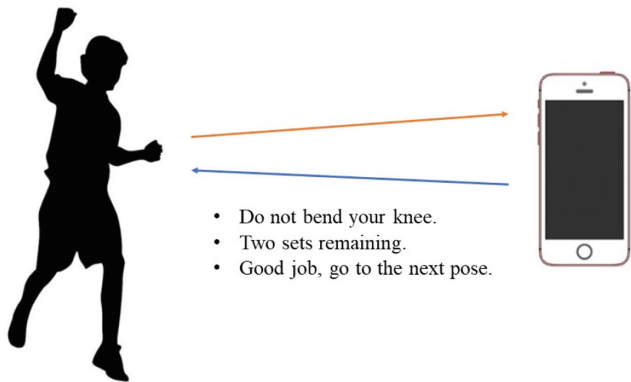 • Do not bend your knee.
• Two sets remaining.
• Good job, go to the next pose.